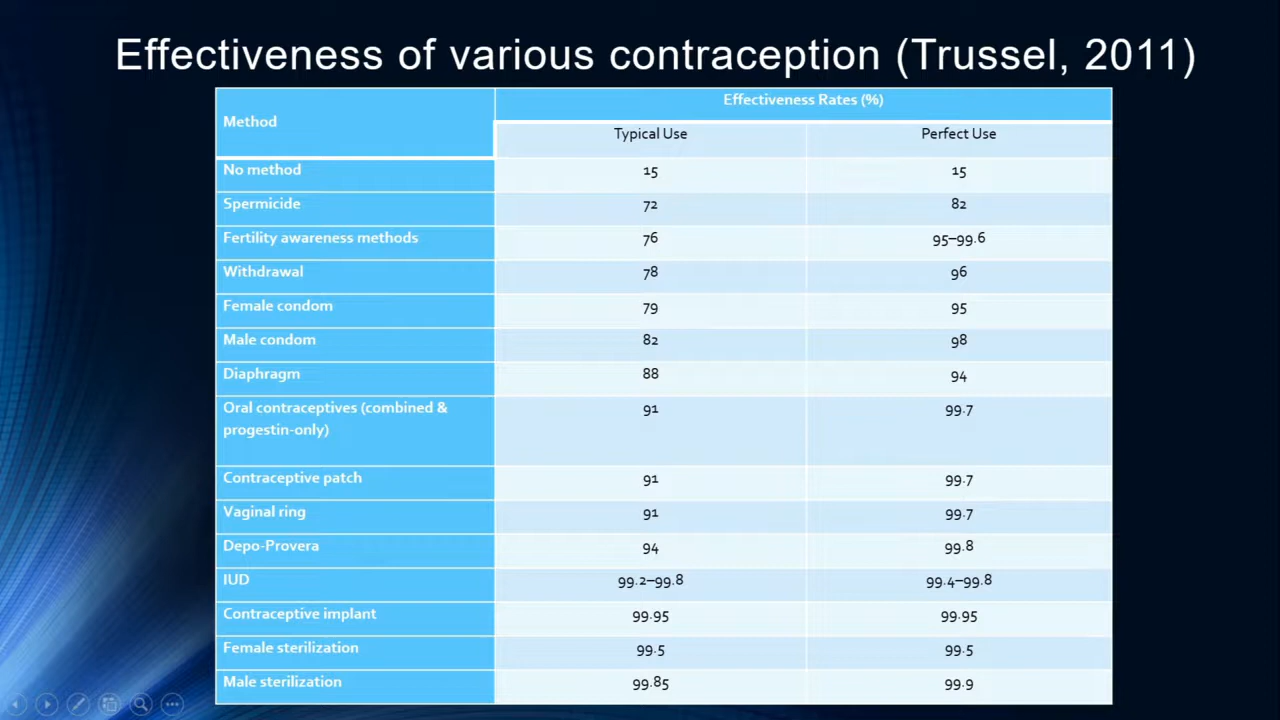 Effectiveness of various contraception (Trussel, 2011)
Method
Effectiveness Rates (%)
Typical Use
Perfect Use
No method 15 15
Spermicide 72 82
Fertility awareness methods 76 95–99.6
Withdrawal 78 96
Female condom 79 95
Male condom 82 98
Diaphragm 88 94
Oral contraceptives (combined & 91 99.7
progestin-only)
Contraceptive patch 91 99.7
Vaginal ring 91 99.7
Depo-Provera 94 99.8
IUD 99.2–99.8 99.4–99.8
Contraceptive implant 99.95 99.95
Female sterilization 99.5 99.5
Male sterilization 99.85 99.9